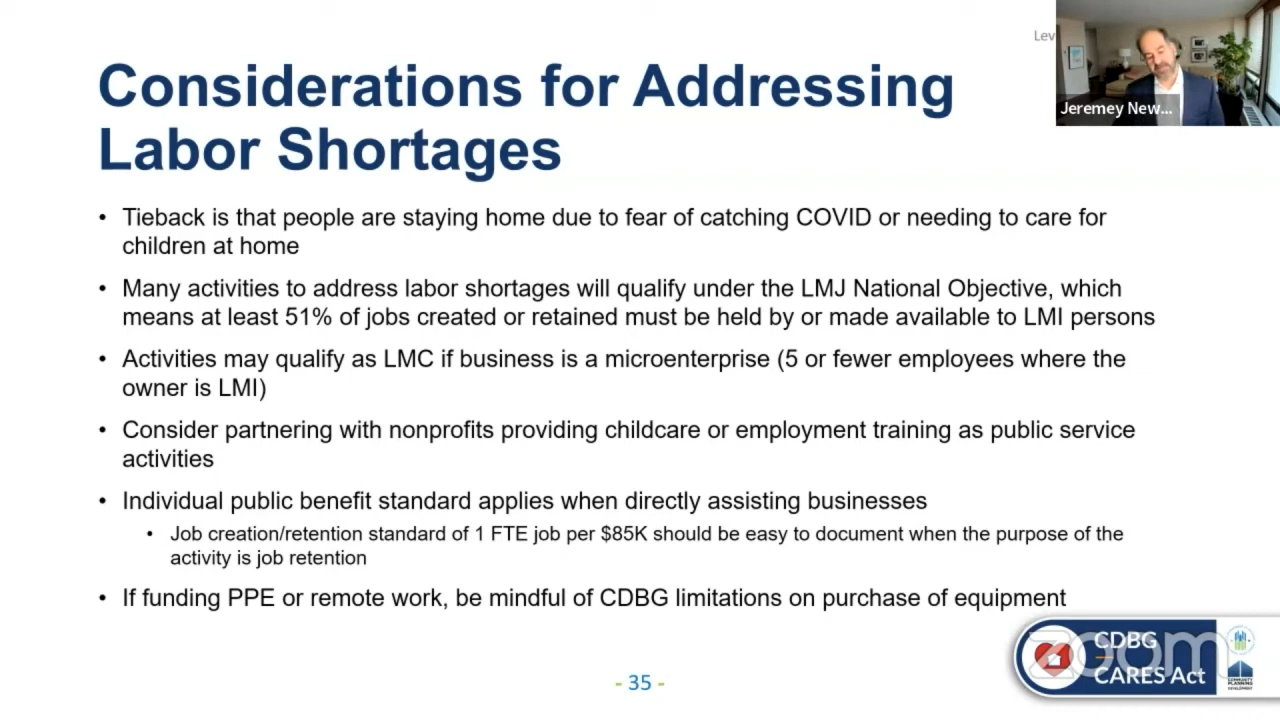 Considerations for Addressing
Labor Shortages
Lev
Jeremey New...
• Tieback is that people are staying home due to fear of catching COVID or needing to care for
children at home
• Many activities to address labor shortages will qualify under the LMJ National Objective, which
means at least 51% of jobs created or retained must be held by or made available to LMI persons
• Activities may qualify as LMC if business is a microenterprise (5 or fewer employees where the
owner is LMI)
• Consider partnering with nonprofits providing childcare or employment training as public service
activities
• Individual public benefit standard applies when directly assisting businesses
• Job creation/retention standard of 1 FTE job per $85K should be easy to document when the purpose of the
activity is job retention
• If funding PPE or remote work, be mindful of CDBG limitations on purchase of equipment
- 35 -
CDBG
CARES Act
zoom
COMMUNITY
PLANNING
DEVELOPMENT